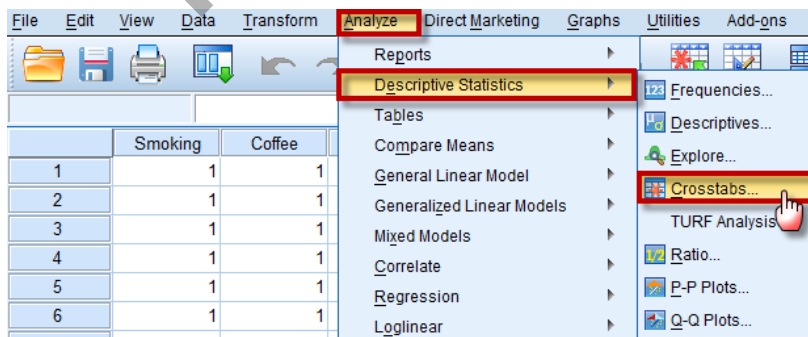 File Edit View Data Transform Analyze Direct Marketing Graphs Utilities Add-ons
Reports
Descriptive Statistics
Tables
Compare Means
General Linear Model
Generalized Linear Models
Mixed Models
Correlate
Regression
Loglinear
123 Frequencies...
Descriptives...
Explore...
Crosstabs...
TURF Analysis
1/2 Ratio...
P-P Plots...
Q-Q Plots...
Smoking Coffee
1 1 1
2 1 1
3 1 1
4 1 1
5 1 1
6 1 1